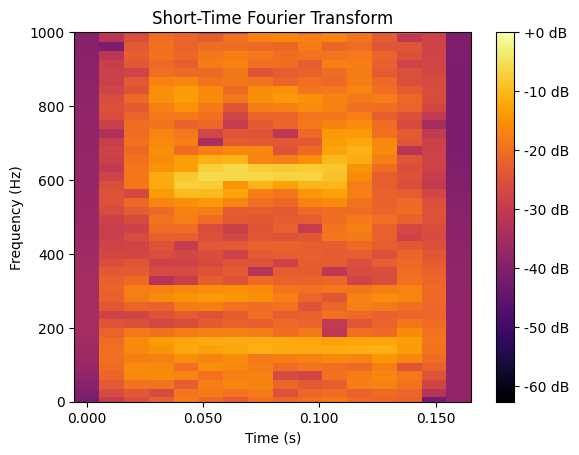 Short-Time Fourier Transform
1000
800
600
400
200
0
Frequency (Hz)
0.000
0.050
0.100
0.150
Time (s)
+0 dB
-10 dB
-20 dB
-30 dB
-40 dB
-50 dB
-60 dB